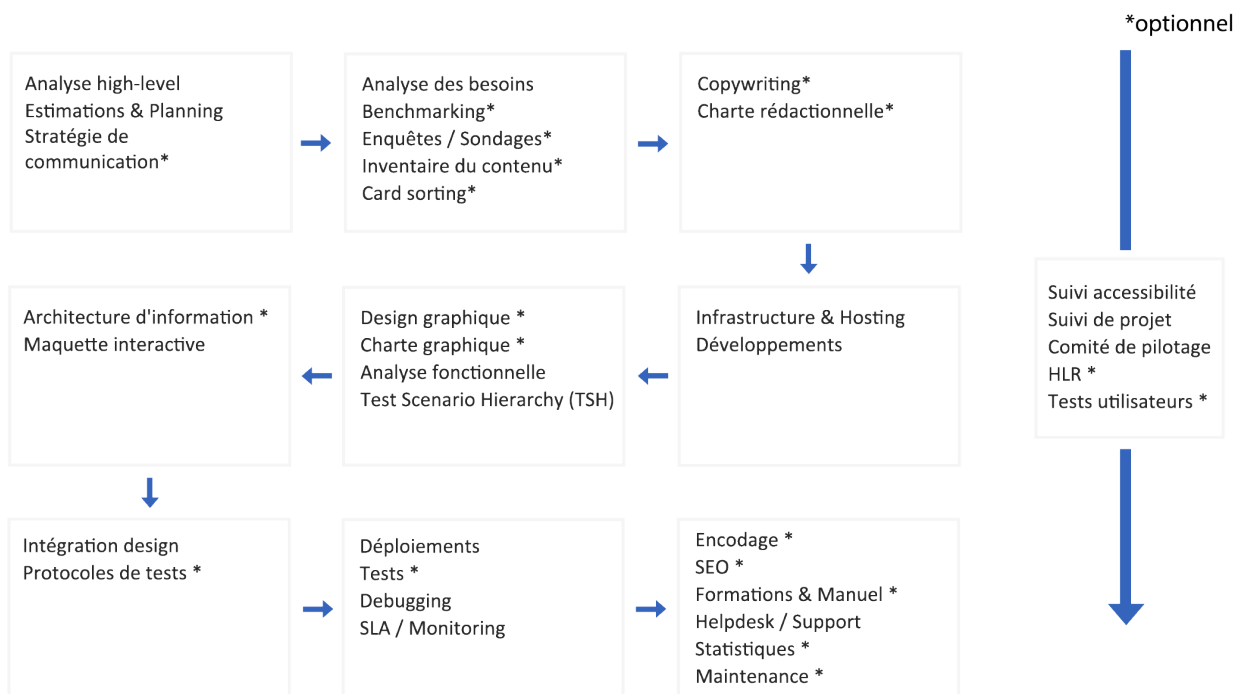 *optionnel
Analyse high-level
Estimations & Planning
Stratégie de
communication*
Analyse des besoins
Benchmarking*
Enquêtes / Sondages*
Inventaire du contenu*
Card sorting*
Copywriting*
Charte rédactionnelle*
Infrastructure & Hosting
Développements
Design graphique *
Charte graphique *
Analyse fonctionnelle
Test Scenario Hierarchy (TSH)
Architecture d'information *
Maquette interactive
Intégration design
Protocoles de tests *
Déploiements
Tests *
Debugging
SLA / Monitoring
Encodage *
SEO *
Formations & Manuel *
Helpdesk / Support
Statistiques *
Maintenance *
Suivi accessibilité
Suivi de projet
Comité de pilotage
HLR *
Tests utilisateurs *